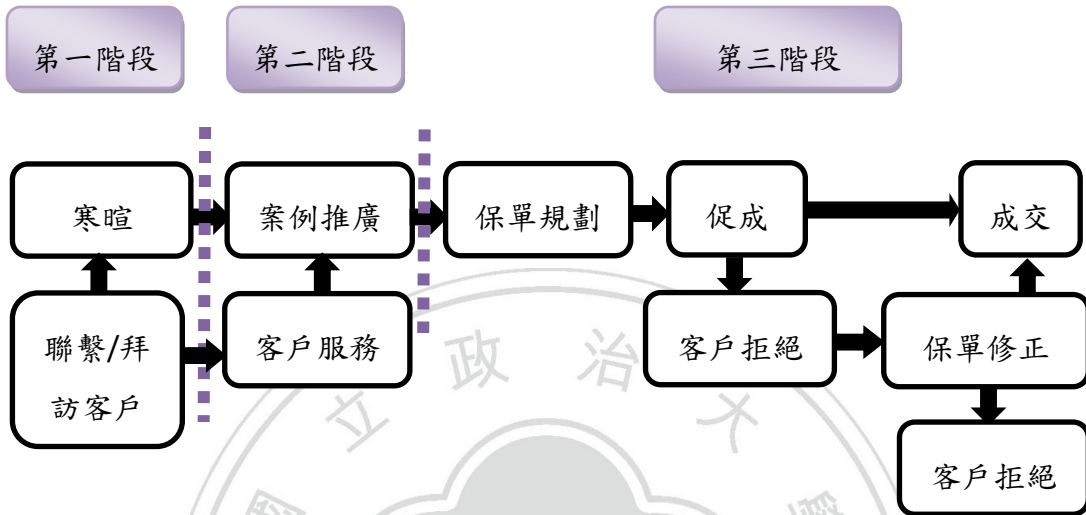 第一階段
第二階段
第三階段
寒暄
案例推廣
保單規劃
促成
成交
聯繫/拜
訪客戶
客戶服務
客戶拒絕
保單修正
客戶拒絕
立
政
治
大